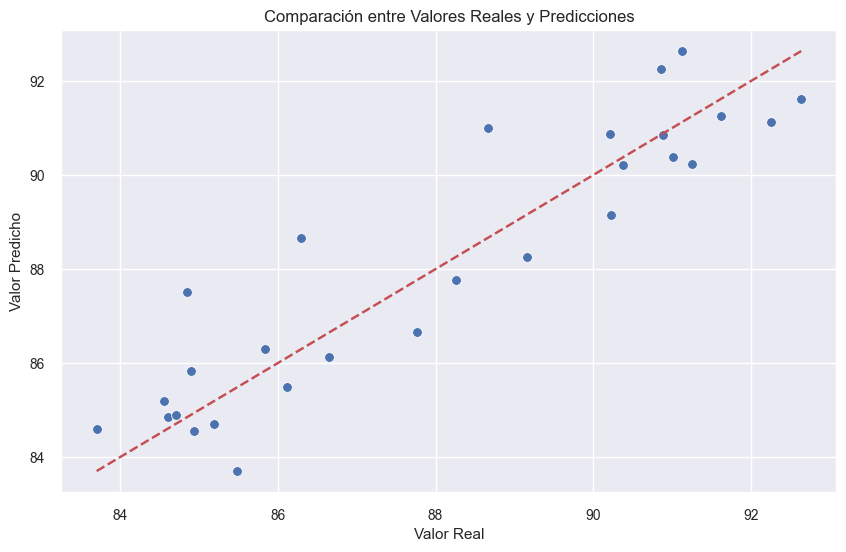 Comparación entre Valores Reales y Predicciones
Valor Predicho
92
90
88
86
84
84 86 88 90 92
Valor Real